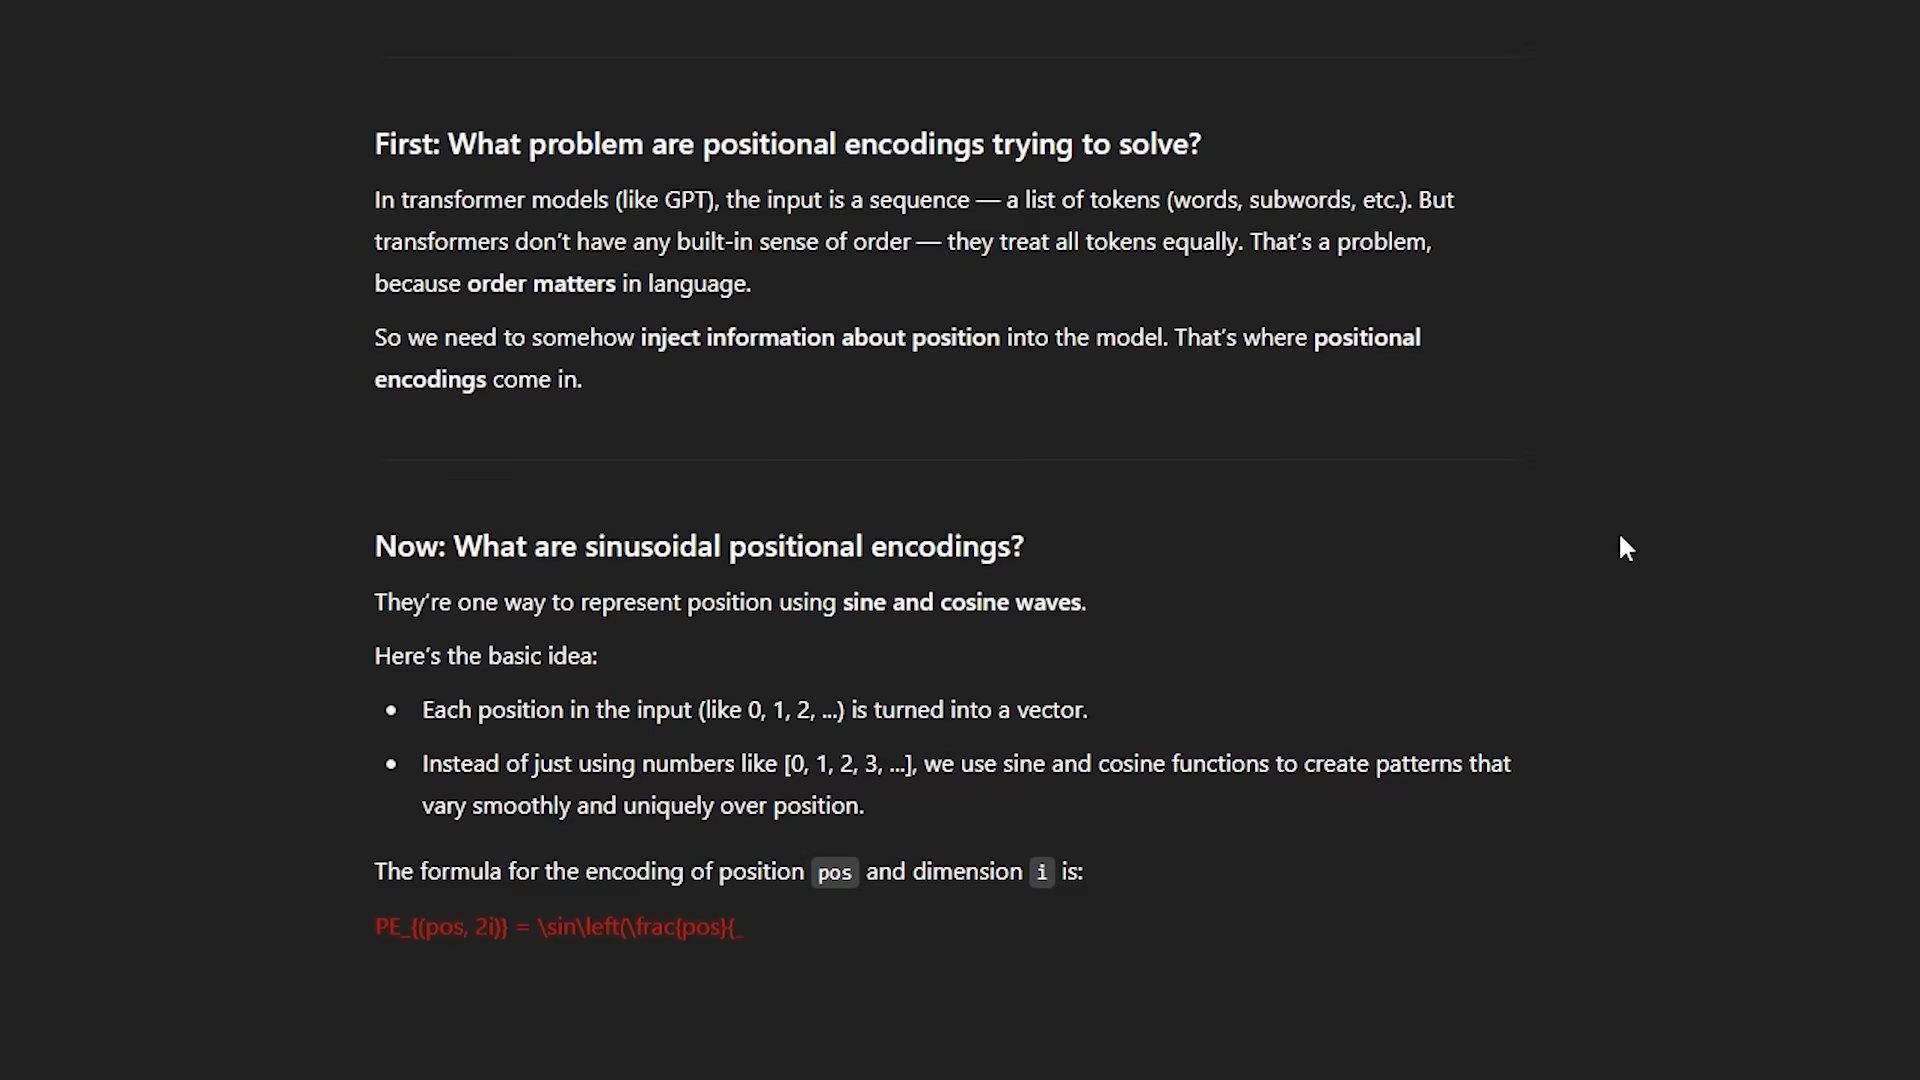 First: What problem are positional encodings trying to solve?
In transformer models (like GPT), the input is a sequence — a list of tokens (words, subwords, etc.). But
transformers don’t have any built-in sense of order — they treat all tokens equally. That’s a problem,
because order matters in language.
So we need to somehow inject information about position into the model. That’s where positional
encodings come in.
Now: What are sinusoidal positional encodings?
They’re one way to represent position using sine and cosine waves.
Here’s the basic idea:
• Each position in the input (like 0, 1, 2, ...) is turned into a vector.
• Instead of just using numbers like [0, 1, 2, 3, ...], we use sine and cosine functions to create patterns that
vary smoothly and uniquely over position.
The formula for the encoding of position pos and dimension i is:
PE_{(pos, 2i)} = \sin\left(\frac{pos}{_